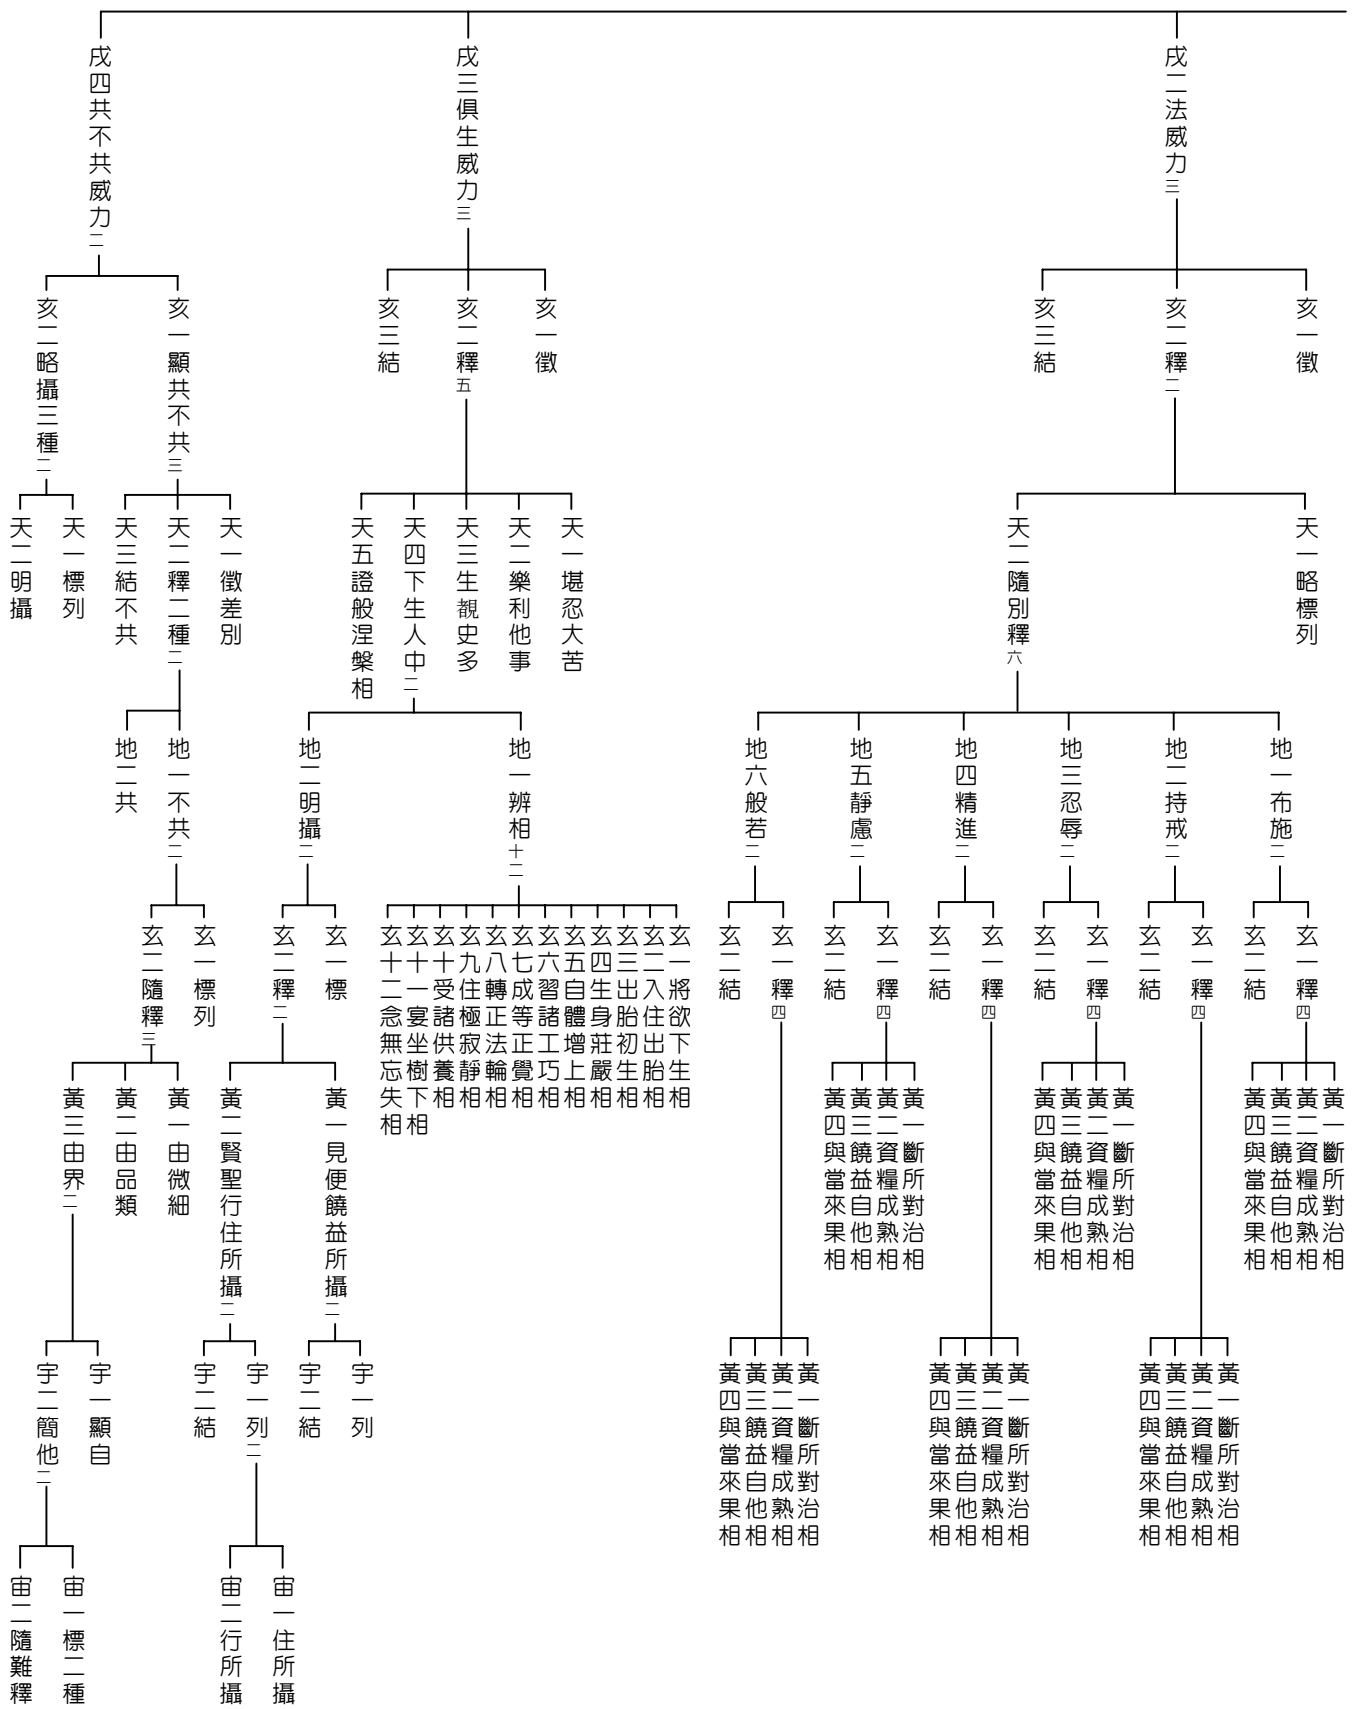 戌二法威力三
亥一徵
亥二釋二
天一略標列
天二隨別釋六
地一布施二
玄一釋四
黃一斷所對治相
黃二資糧成熟相
黃三饒益自他相
黃四與當來果相
玄二結
地二持戒二
玄一釋四
黃一斷所對治相
黃二資糧成熟相
黃三饒益自他相
黃四與當來果相
玄二結
地三忍辱二
玄一釋四
黃一斷所對治相
黃二資糧成熟相
黃三饒益自他相
黃四與當來果相
玄二結
地四精進二
玄一釋四
黃一斷所對治相
黃二資糧成熟相
黃三饒益自他相
黃四與當來果相
玄二結
地五靜慮二
玄一釋四
黃一斷所對治相
黃二資糧成熟相
黃三饒益自他相
黃四與當來果相
玄二結
地六般若二
玄一釋四
黃一斷所對治相
黃二資糧成熟相
黃三饒益自他相
黃四與當來果相
玄二結
亥三結
戌三俱生威力三
亥一徵
亥二釋五
天一堪忍大苦
天二樂利他事
天三生覩史多
天四下生人中二
地一辨相十二
玄一將欲下生相
玄二入住出胎相
玄三出胎初生相
玄四生身莊嚴相
玄五自體增上相
玄六習諸工巧相
玄七成等正覺相
玄八轉正法輪相
玄九住極寂靜相
玄十受諸供養相
玄十一宴坐樹下相
玄十二念無忘失相
地二明攝二
玄一標
玄二釋二
黃一見便饒益所攝二
宇一列
宇二結
黃二賢聖行住所攝二
宇一列二
宙一住所攝
宙二行所攝
宇二結
天五證般涅槃相
亥三結
戌四共不共威力二
亥一顯共不共三
天一徵差別
天二釋二種二
地一不共二
玄一標列
玄二隨釋三
黃一由微細
黃二由品類
黃三由界二
宇一顯自
宇二簡他二
宙一標二種
宙二隨難釋
地二共
天三結不共
亥二略攝三種二
天一標列
天二明攝